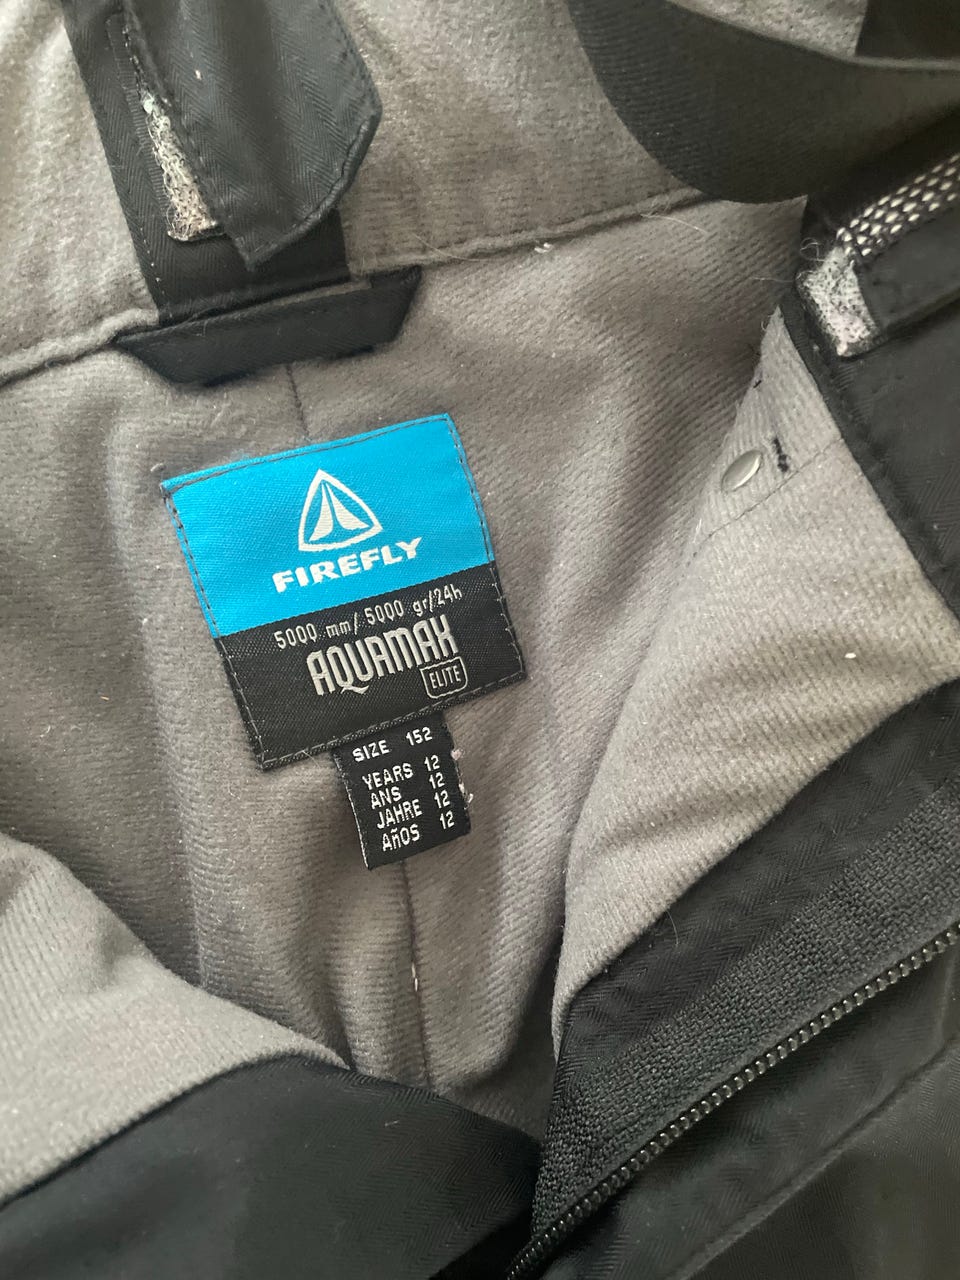 FIREFLY
5000 mm/ 5000 gr/24h
AQUAMAX
ELITE
SIZE 152
YEARS 12
ANS 12
JAHRE 12
AÑOS 12